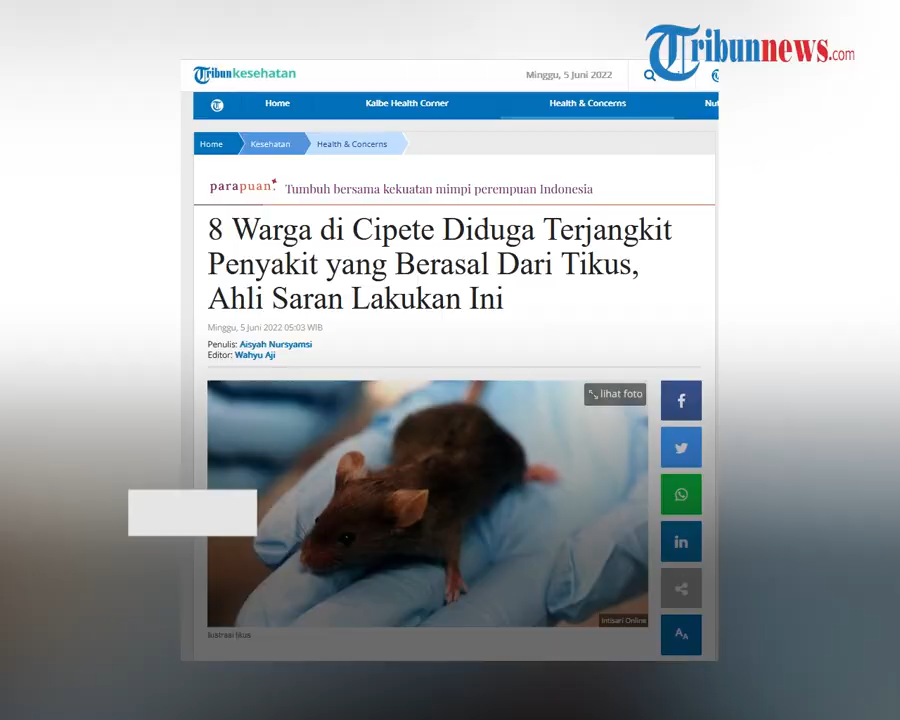 Tribunnews.com
Tribunkesehatan
Minggu, 5 Juni 2022
Home
Kalbe Health Corner
Health & Concerns
Nut
Home
Kesehatan
Health & Concerns
parapuan
Tumbuh bersama kekuatan mimpi perempuan Indonesia
8 Warga di Cipete Diduga Terjangkit
Penyakit yang Berasal Dari Tikus,
Ahli Saran Lakukan Ini
Minggu, 5 Juni 2022 05:03 WIB
Penulis: Aisyah Nursyamsi
Editor: Wahyu Aji
lihat foto
Intisari Online
Ilustrasi tikus